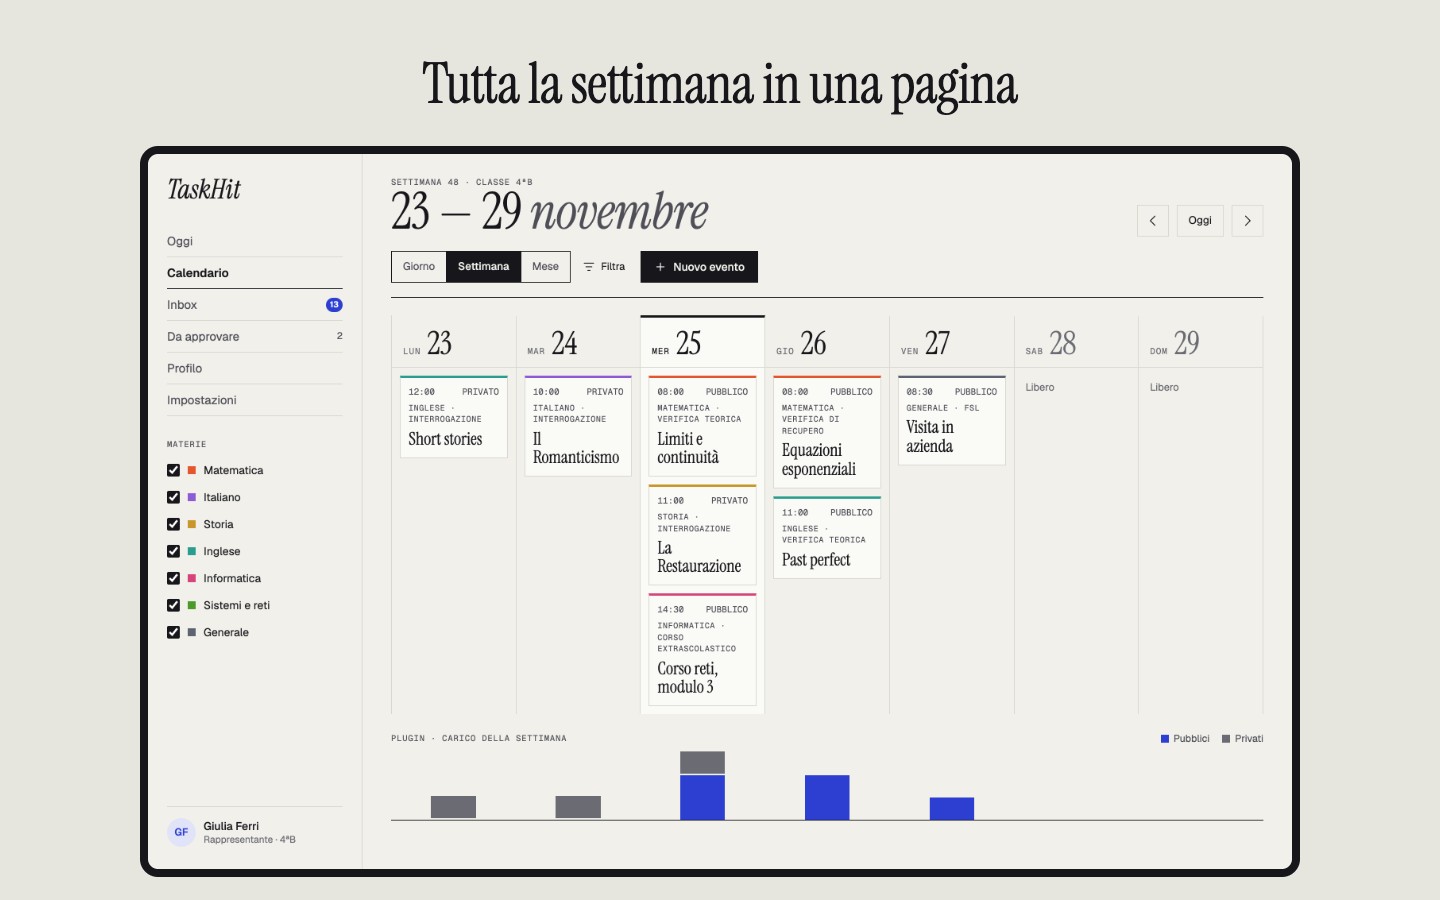 Tutta la settimana in una pagina
TaskHit
Oggi
Calendario
Inbox 13
Da approvare 2
Profilo
Impostazioni
MATERIE
Matematica
Italiano
Storia
Inglese
Informatica
Sistemi e reti
Generale
GF
Giulia Ferri
Rappresentante · 4ªB
SETTIMANA 48 · CLASSE 4ªB
23 — 29 novembre
Oggi
Giorno Settimana Mese Filtra + Nuovo evento
LUN 23
12:00 PRIVATO
INGLESE ·
INTERROGAZIONE
Short stories
MAR 24
10:00 PRIVATO
ITALIANO ·
INTERROGAZIONE
Il
Romanticismo
MER 25
08:00 PUBBLICO
MATEMATICA ·
VERIFICA TEORICA
Limiti e
continuità
11:00 PRIVATO
STORIA ·
INTERROGAZIONE
La
Restaurazione
14:30 PUBBLICO
INFORMATICA ·
CORSO
EXTRASCOLASTICO
Corso reti,
modulo 3
GIO 26
08:00 PUBBLICO
MATEMATICA ·
VERIFICA DI
RECUPERO
Equazioni
esponenziali
11:00 PUBBLICO
INGLESE ·
VERIFICA TEORICA
Past perfect
VEN 27
08:30 PUBBLICO
GENERALE · FSL
Visita in
azienda
SAB 28
Libero
DOM 29
Libero
PLUGIN · CARICO DELLA SETTIMANA
Pubblici Privati